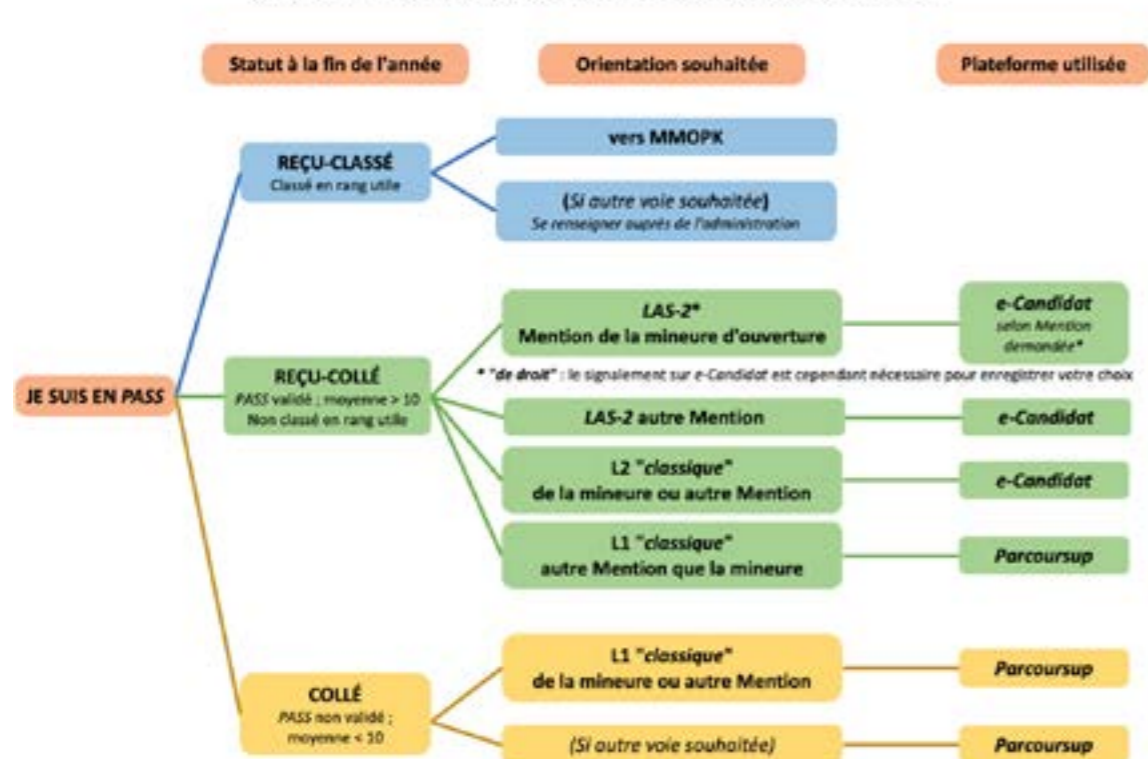 Statut à la fin de l'année
Orientation souhaitée
Plateforme utilisée
JE SUIS EN PASS
REÇU-CLASSÉ
Classé en rang utile
vers MMOPK
(Si autre voie souhaitée)
Se renseigner auprès de l'administration
REÇU-COLLÉ
PASS validé ; moyenne > 10
Non classé en rang utile
LAS-2*
Mention de la mineure d'ouverture
e-Candidat
selon Mention
demandée*
* "de droit" : le signalement sur e-Candidat est cependant nécessaire pour enregistrer votre choix
LAS-2 autre Mention
e-Candidat
L2 "classique"
de la mineure ou autre Mention
e-Candidat
L1 "classique"
autre Mention que la mineure
Parcoursup
COLLÉ
PASS non validé ;
moyenne < 10
L1 "classique"
de la mineure ou autre Mention
Parcoursup
(Si autre voie souhaitée)
Parcoursup